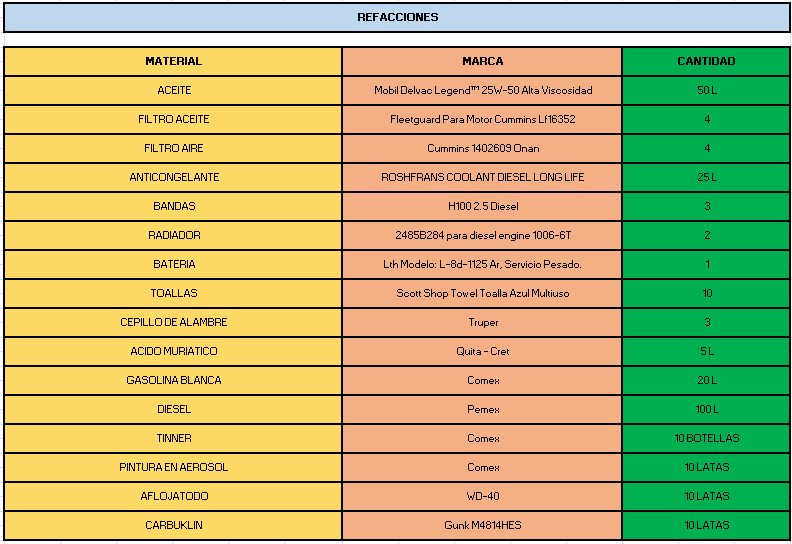 REFACCIONES
MATERIAL MARCA CANTIDAD
ACEITE Mobil Delvac Legend™ 25W-50 Alta Viscosidad 50 L
FILTRO ACEITE Fleetguard Para Motor Cummins Lf16352 4
FILTRO AIRE Cummins 1402609 Onan 4
ANTICONGELANTE ROSHFRANS COOLANT DIESEL LONG LIFE 25 L
BANDAS H100 2.5 Diesel 3
RADIADOR 2485B284 para diesel engine 1006-6T 2
BATERIA Lth Modelo: L-8d-1125 Ar, Servicio Pesado. 1
TOALLAS Scott Shop Towel Toalla Azul Multiuso 10
CEPILLO DE ALAMBRE Truper 3
ACIDO MURIATICO Quita - Cret 5 L
GASOLINA BLANCA Comex 20 L
DIESEL Pemex 100 L
TINNER Comex 10 BOTELLAS
PINTURA EN AEROSOL Comex 10 LATAS
AFLOJATODO WD-40 10 LATAS
CARBUKLIN Gunk M4814HES 10 LATAS